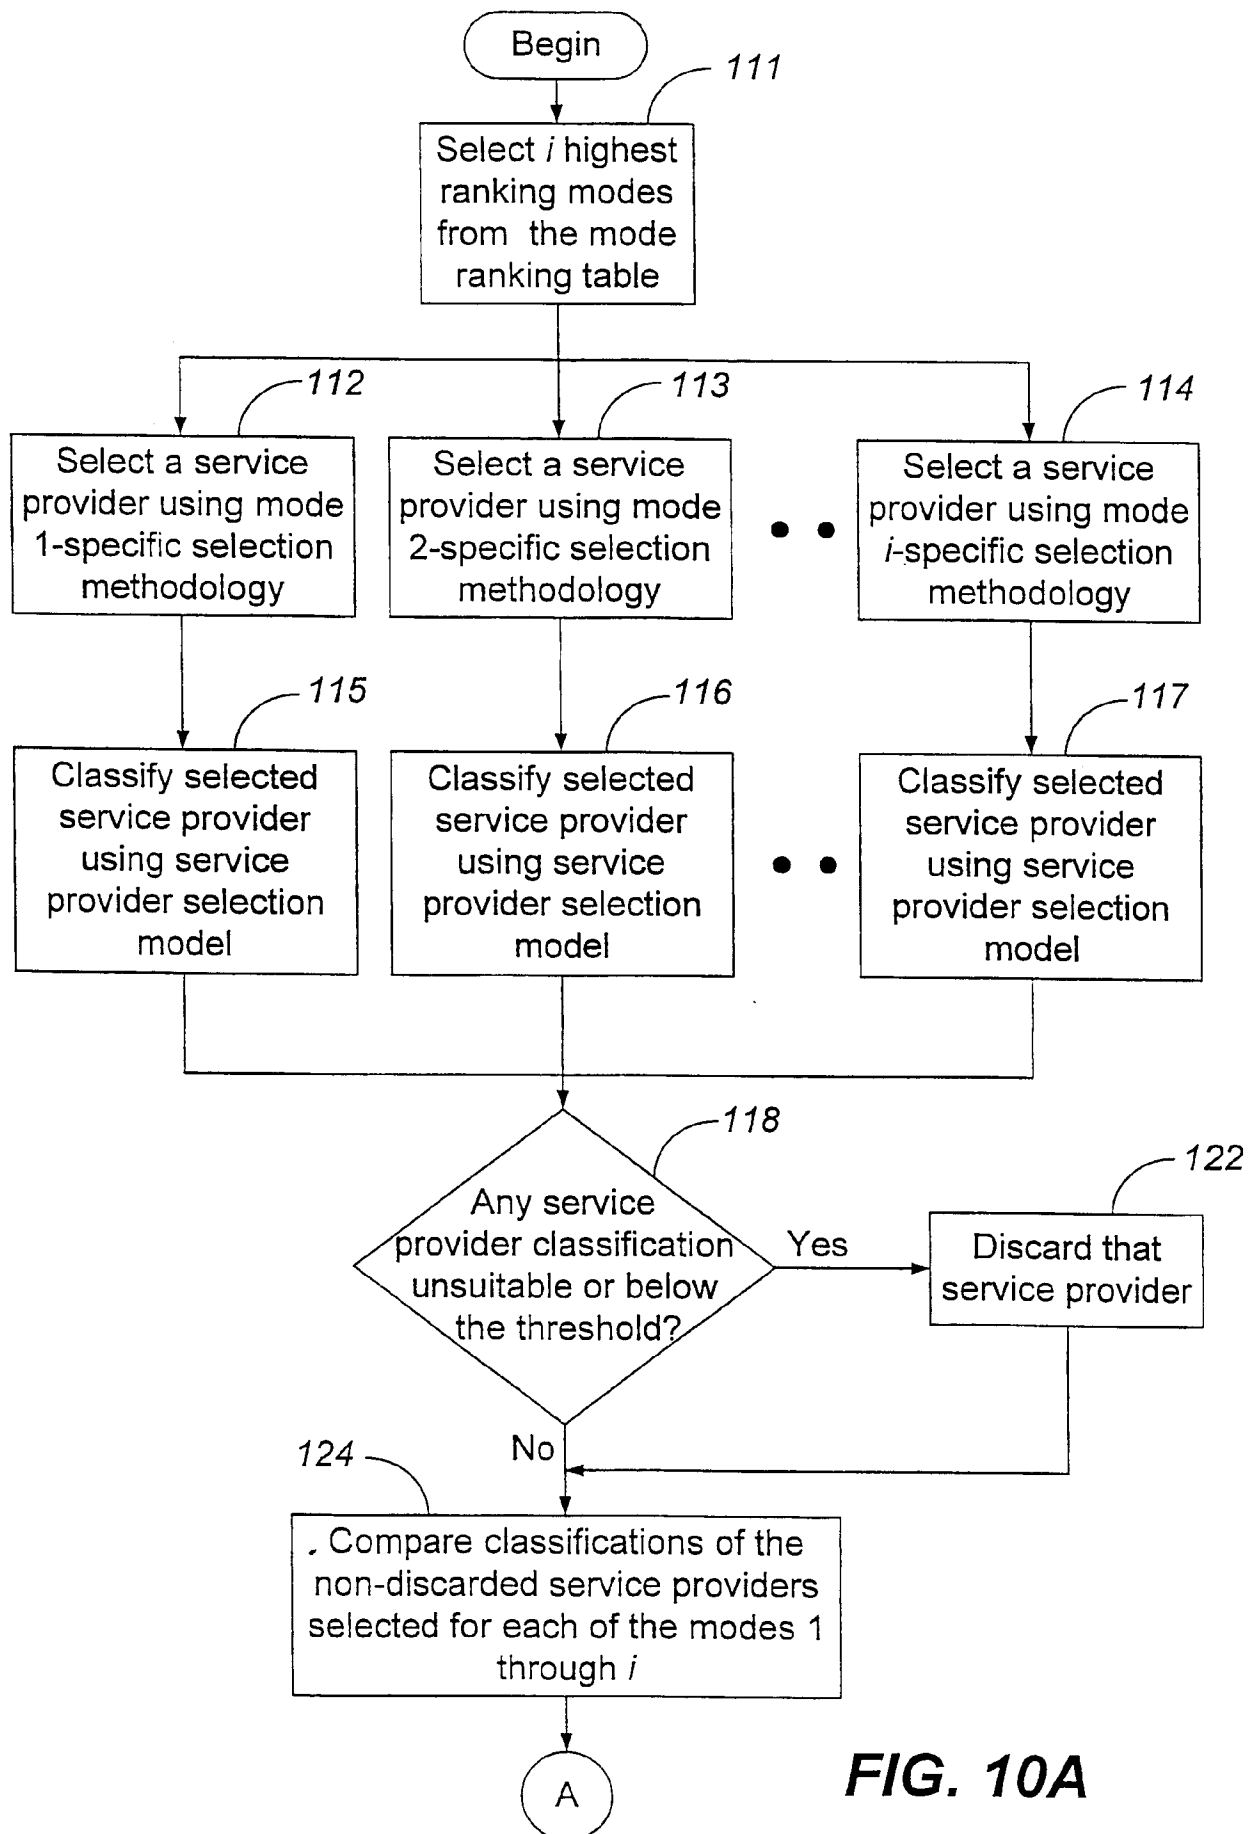 Begin
111
Select i highest
ranking modes
from the mode
ranking table
112
113
114
Select a service
provider using mode
1-specific selection
methodology
Select a service
provider using mode
2-specific selection
methodology
Select a service
provider using mode
i-specific selection
methodology
115
116
117
Classify selected
service provider
using service
provider selection
model
Classify selected
service provider
using service
provider selection
model
Classify selected
service provider
using service
provider selection
model
118
Any service
provider classification
unsuitable or below
the threshold?
Yes
122
Discard that
service provider
No
124
Compare classifications of the
non-discarded service providers
selected for each of the modes 1
through i
A
FIG. 10A